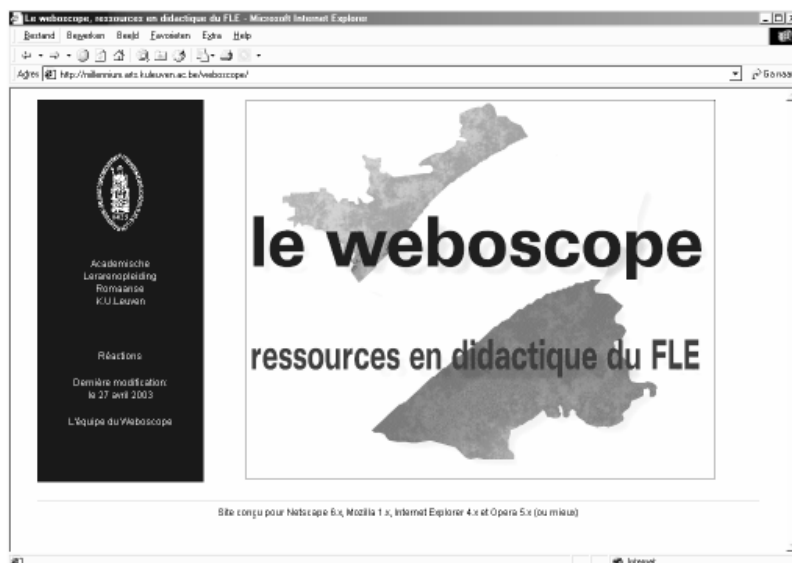 Le weboscope, ressources en didactique du FLE - Microsoft Internet Explorer
Bestand Bewerken Beeld Favorieten Extra Help
Adres http://millennium.arts.kuleuven.ac.be/weboscope/ Ga naar
Academische
Lerarenopleiding
Romaanse
K.U.Leuven
Réactions
Dernière modification:
le 27 avril 2003
L'équipe du Weboscope
le weboscope
ressources en didactique du FLE
Site conçu pour Netscape 6.x, Mozilla 1.x, Internet Explorer 4.x et Opera 5.x (ou mieux)
Internet